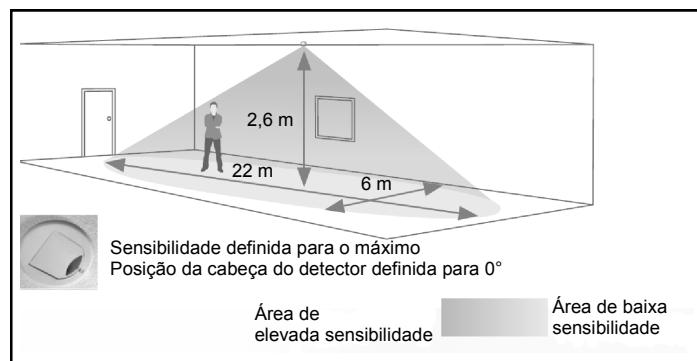 2,6 m
22 m
6 m
Sensibilidade definida para o máximo
Posição da cabeça do detector definida para 0°
Área de
elevada sensibilidade
Área de baixa
sensibilidade